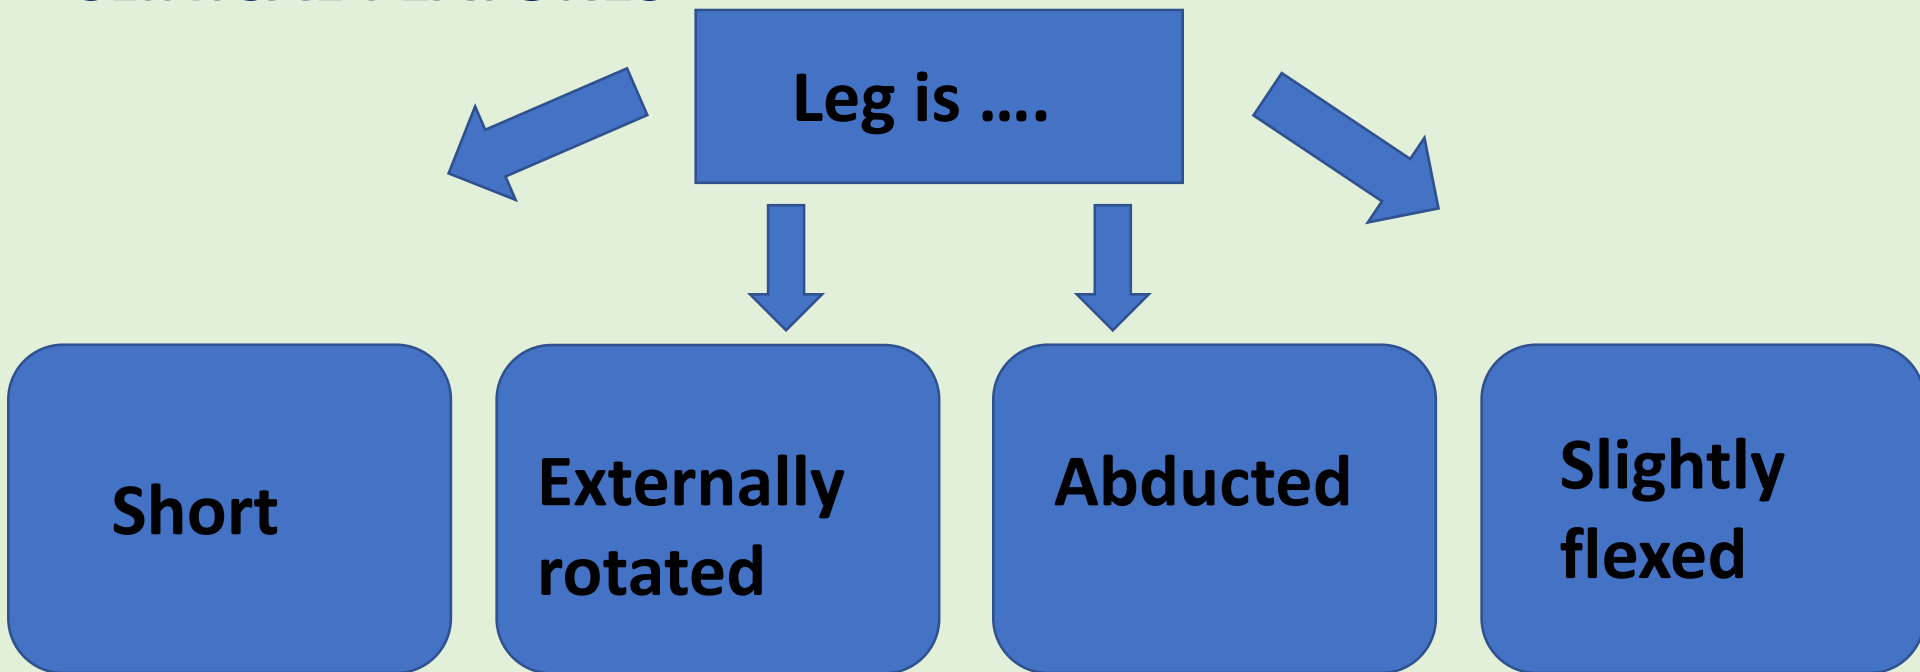 Leg is ....
Short
Externally
rotated
Abducted
Slightly
flexed